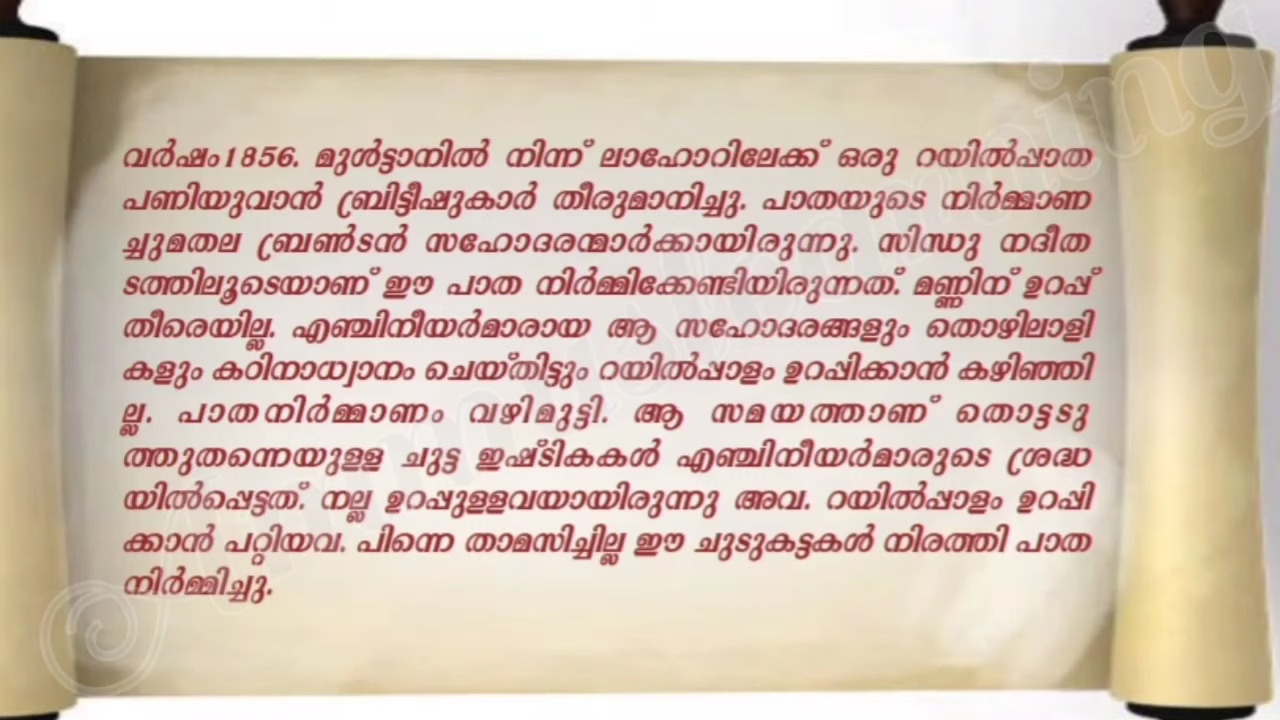 വർഷം1856. മുൾട്ടാനിൽ നിന്ന് ലാഹോറിലേക്ക് ഒരു റയിൽപ്പാത
പണിയുവാൻ ബ്രിട്ടീഷുകാർ തീരുമാനിച്ചു. പാതയുടെ നിർമ്മാണ
ച്ചുമതല ബ്രൺടൻ സഹോദരന്മാർക്കായിരുന്നു. സിന്ധു നദീത
ടത്തിലൂടെയാണ് ഈ പാത നിർമ്മിക്കേണ്ടിയിരുന്നത്. മണ്ണിന് ഉറപ്പ്
തീരെയില്ല. എഞ്ചിനീയർമാരായ ആ സഹോദരങ്ങളും തൊഴിലാളി
കളും കഠിനാധ്വാനം ചെയ്തിട്ടും റയിൽപ്പാളം ഉറപ്പിക്കാൻ കഴിഞ്ഞി
ല്ല. പാതനിർമ്മാണം വഴിമുട്ടി. ആ സമയത്താണ് തൊട്ടടു
ത്തുതന്നെയുള്ള ചുട്ട ഇഷ്ടികകൾ എഞ്ചിനീയർമാരുടെ ശ്രദ്ധ
യിൽപ്പെട്ടത്. നല്ല ഉറപ്പുള്ളവയായിരുന്നു അവ. റയിൽപ്പാളം ഉറപ്പി
ക്കാൻ പറ്റിയവ. പിന്നെ താമസിച്ചില്ല ഈ ചുടുകട്ടകൾ നിരത്തി പാത
നിർമ്മിച്ചു.